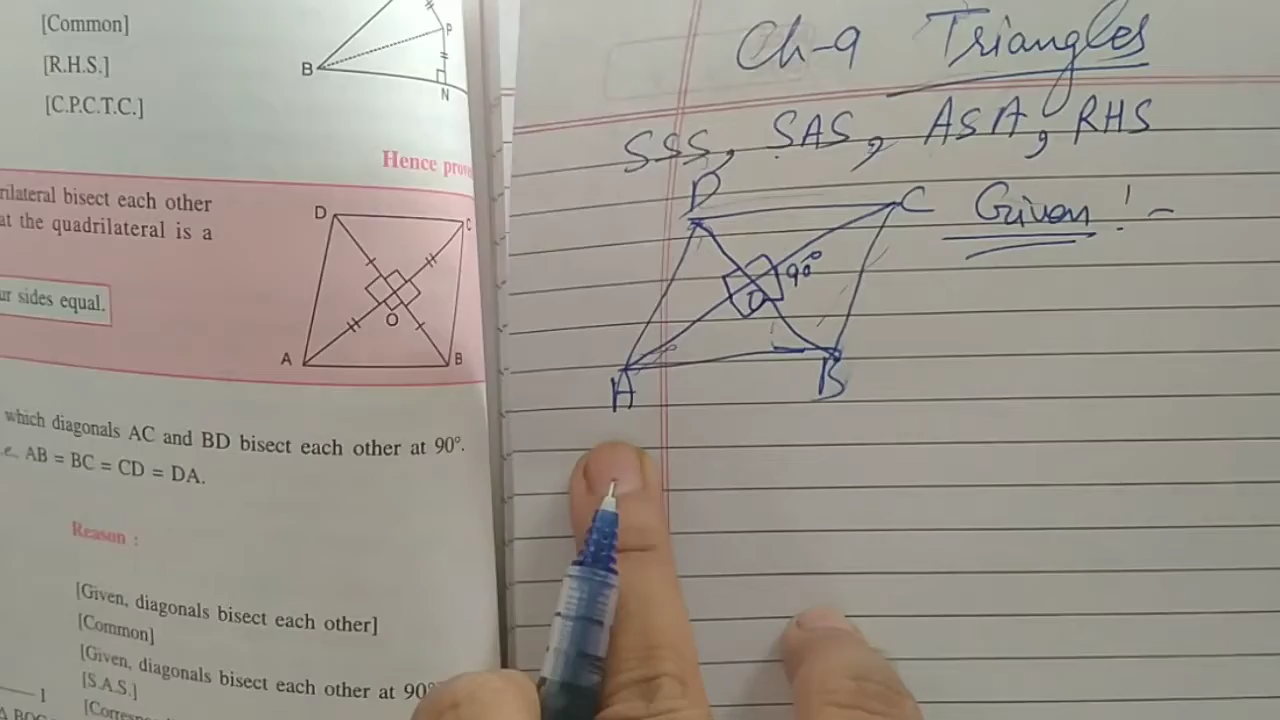 [Common]
[R.H.S.]
[C.P.C.T.C.]
P
B
N
Hence prove
rilateral bisect each other
at the quadrilateral is a
ur sides equal.
D
C
O
A
B
which diagonals AC and BD bisect each other at 90°.
e. AB = BC = CD = DA.
Reason :
[Given, diagonals bisect each other]
[Common]
[Given, diagonals bisect each other at 90°
[S.A.S.]
1
Ch-9 Triangles
SSS, SAS, ASA, RHS
D
C
Given! -
90°
O
A
B